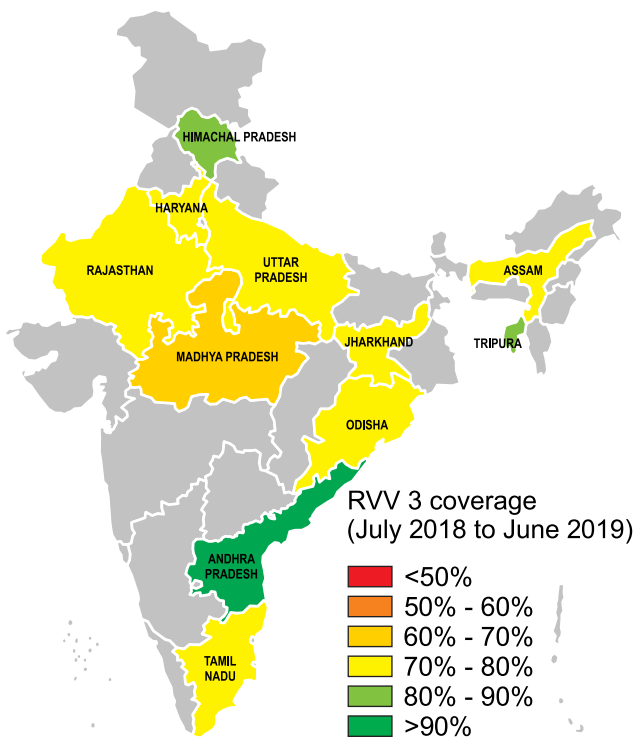 HIMACHAL PRADESH
HARYANA
RAJASTHAN
UTTAR
PRADESH
ASSAM
MADHYA PRADESH
JHARKHAND
TRIPURA
ODISHA
ANDHRA
PRADESH
TAMIL
NADU
RVV 3 coverage
(July 2018 to June 2019)
<50%
50% - 60%
60% - 70%
70% - 80%
80% - 90%
>90%